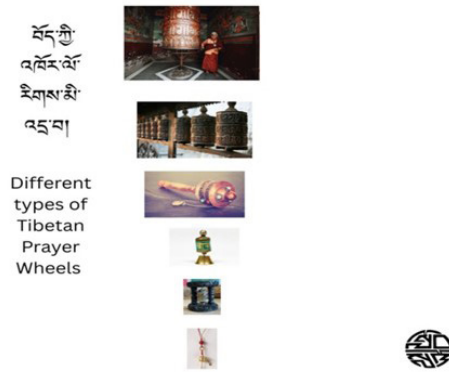 བོད་ཀྱི་
འཁོར་ལོ་
རིགས་མི་
འདྲ་བ།
Different
types of
Tibetan
Prayer
Wheels